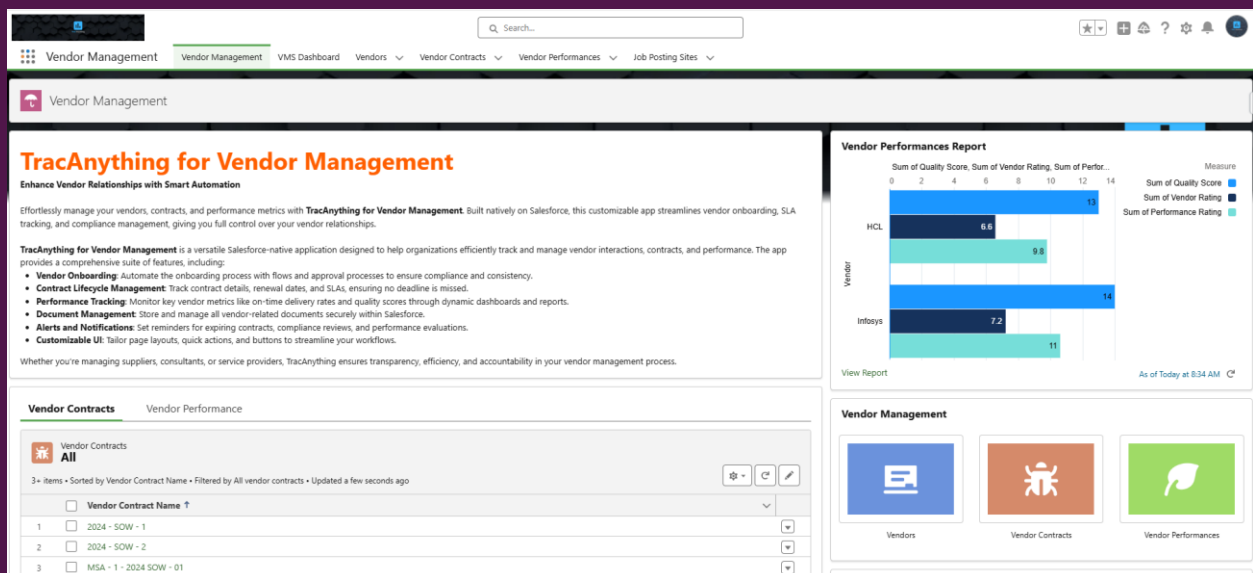 Search...
Vendor Management
Vendor Management
VMS Dashboard
Vendors
Vendor Contracts
Vendor Performances
Job Posting Sites
Vendor Management
TracAnything for Vendor Management
Enhance Vendor Relationships with Smart Automation
Effortlessly manage your vendors, contracts, and performance metrics with TracAnything for Vendor Management. Built natively on Salesforce, this customizable app streamlines vendor onboarding, SLA
tracking, and compliance management, giving you full control over your vendor relationships.
TracAnything for Vendor Management is a versatile Salesforce-native application designed to help organizations efficiently track and manage vendor interactions, contracts, and performance. The app
provides a comprehensive suite of features, including:
• Vendor Onboarding: Automate the onboarding process with flows and approval processes to ensure compliance and consistency.
• Contract Lifecycle Management: Track contract details, renewal dates, and SLAs, ensuring no deadline is missed.
• Performance Tracking: Monitor key vendor metrics like on-time delivery rates and quality scores through dynamic dashboards and reports.
• Document Management: Store and manage all vendor-related documents securely within Salesforce.
• Alerts and Notifications: Set reminders for expiring contracts, compliance reviews, and performance evaluations.
• Customizable UI: Tailor page layouts, quick actions, and buttons to streamline your workflows.
Whether you're managing suppliers, consultants, or service providers, TracAnything ensures transparency, efficiency, and accountability in your vendor management process.
Vendor Contracts
Vendor Performance
Vendor Contracts
All
3+ items • Sorted by Vendor Contract Name • Filtered by All vendor contracts • Updated a few seconds ago
Vendor Contract Name ↑
1 2024 - SOW - 1
2 2024 - SOW - 2
3 MSA - 1 - 2024 SOW - 01
Vendor Performances Report
Sum of Quality Score, Sum of Vendor Rating, Sum of Perfor...
0 2 4 6 8 10 12 14
Measure
Sum of Quality Score
Sum of Vendor Rating
Sum of Performance Rating
Vendor
HCL
13
6.6
9.8
Infosys
14
7.2
11
View Report
As of Today at 8:34 AM
Vendor Management
Vendors
Vendor Contracts
Vendor Performances